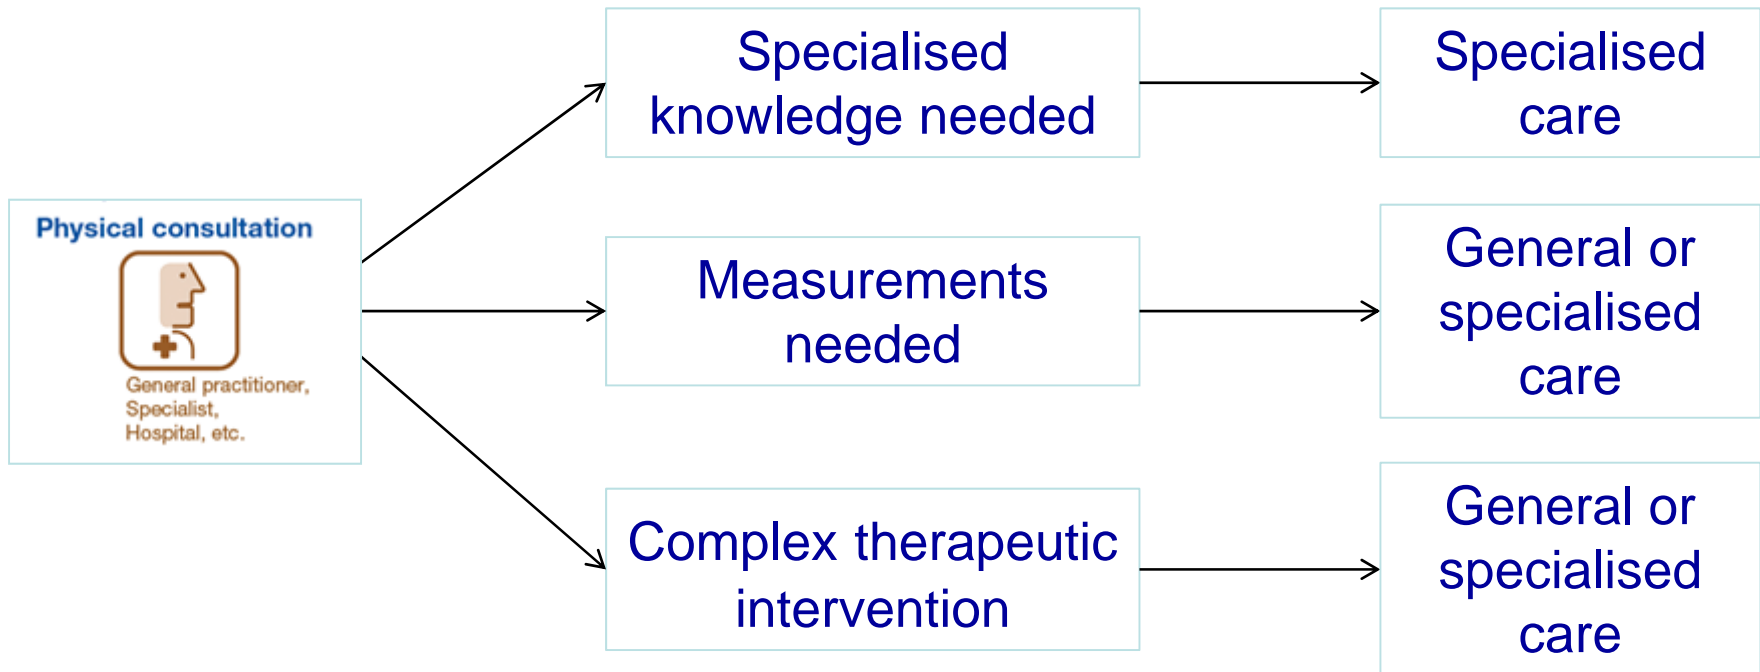 Physical consultation
General practitioner,
Specialist,
Hospital, etc.
Specialised
knowledge needed
Specialised
care
Measurements
needed
General or
specialised
care
Complex therapeutic
intervention
General or
specialised
care